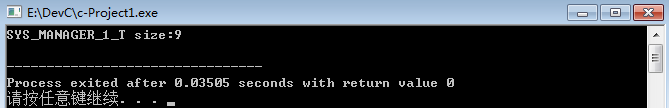 E:\DevC\c-Project1.exe
SYS_MANAGER_1_T size:9
--------------------------------
Process exited after 0.03505 seconds with return value 0
请按任意键继续. . .